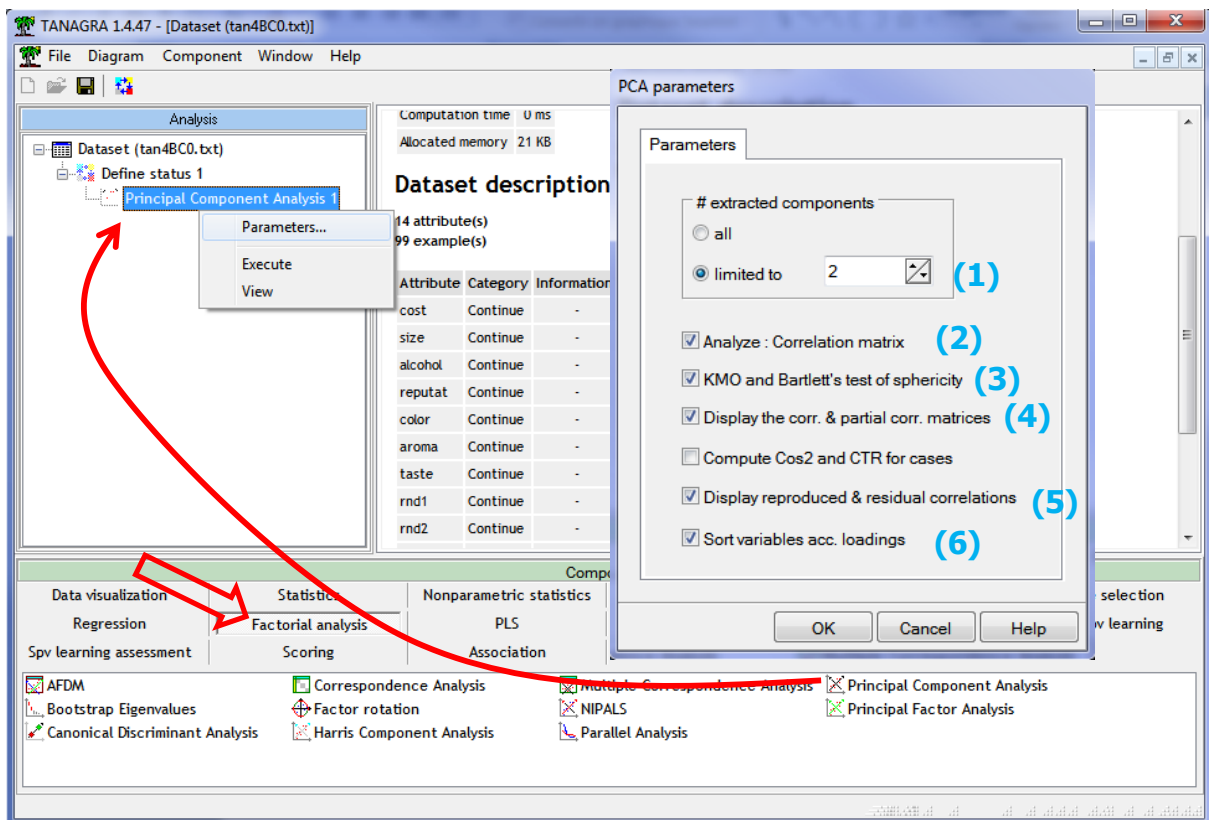 TANAGRA 1.4.47 - [Dataset (tan4BC0.txt)]
File Diagram Component Window Help
Analysis
Dataset (tan4BC0.txt)
Define status 1
Principal Component Analysis 1
Parameters...
Execute
View
Computation time 0 ms
Allocated memory 21 KB
Dataset description
14 attribute(s)
99 example(s)
Attribute Category Information
cost Continue -
size Continue -
alcohol Continue -
reputat Continue -
color Continue -
aroma Continue -
taste Continue -
rnd1 Continue -
rnd2 Continue -
PCA parameters
Parameters
# extracted components
all
limited to 2 (1)
Analyze : Correlation matrix (2)
KMO and Bartlett's test of sphericity (3)
Display the corr. & partial corr. matrices (4)
Compute Cos2 and CTR for cases
Display reproduced & residual correlations (5)
Sort variables acc. loadings (6)
OK Cancel Help
Compo
Data visualization Statistics Nonparametric statistics selection
Regression Factorial analysis PLS pv learning
Spv learning assessment Scoring Association
AFDM Correspondence Analysis Multiple Correspondence Analysis Principal Component Analysis
Bootstrap Eigenvalues Factor rotation NIPALS Principal Factor Analysis
Canonical Discriminant Analysis Harris Component Analysis Parallel Analysis